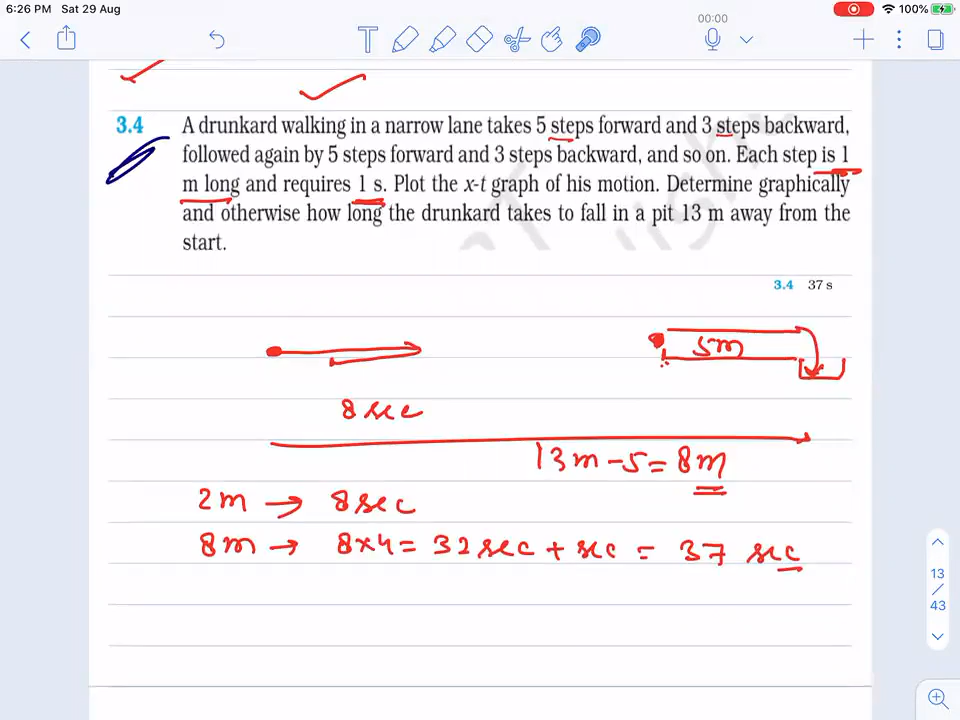 6:26 PM Sat 29 Aug
100%
00:00
T
3.4 A drunkard walking in a narrow lane takes 5 steps forward and 3 steps backward,
followed again by 5 steps forward and 3 steps backward, and so on. Each step is 1
m long and requires 1 s. Plot the x-t graph of his motion. Determine graphically
and otherwise how long the drunkard takes to fall in a pit 13 m away from the
start.
3.4 37 s
5m
8 sec
13m - 5 = 8m
2m → 8 sec
8m → 8×4 = 32 sec + sec = 37 sec
13
/
43